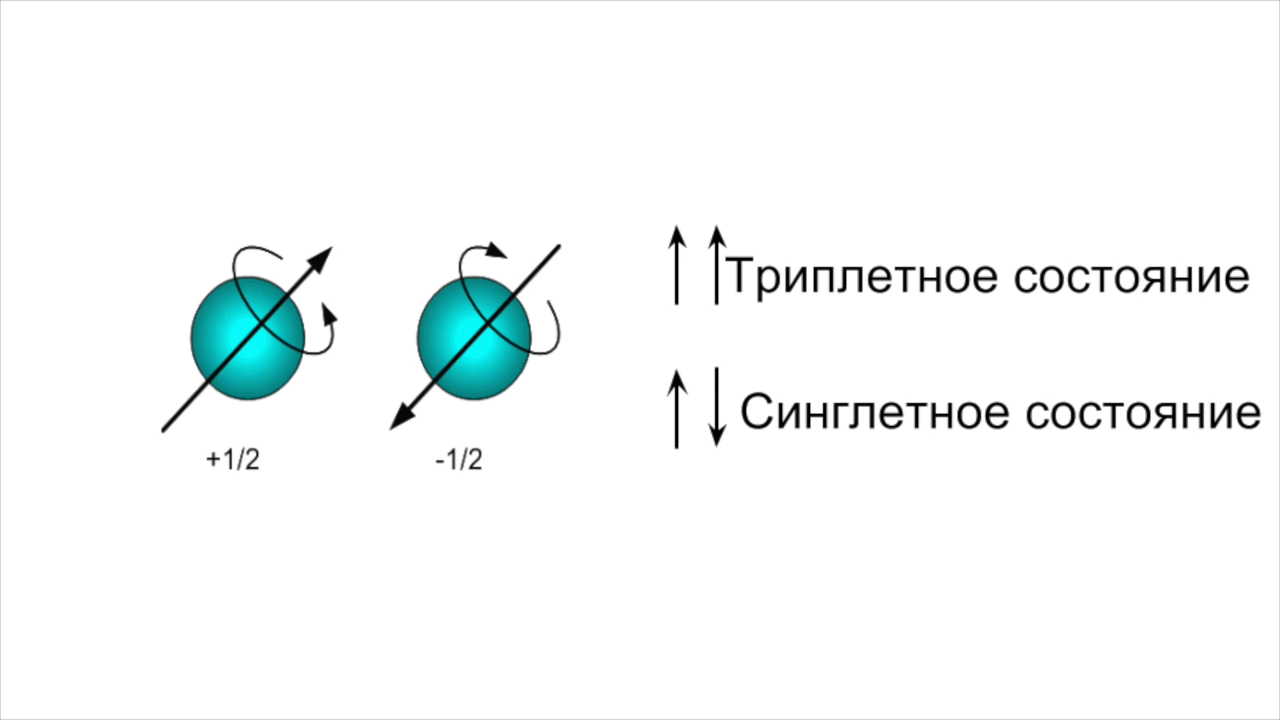 Триплетное состояние
Синглетное состояние
+1/2
-1/2